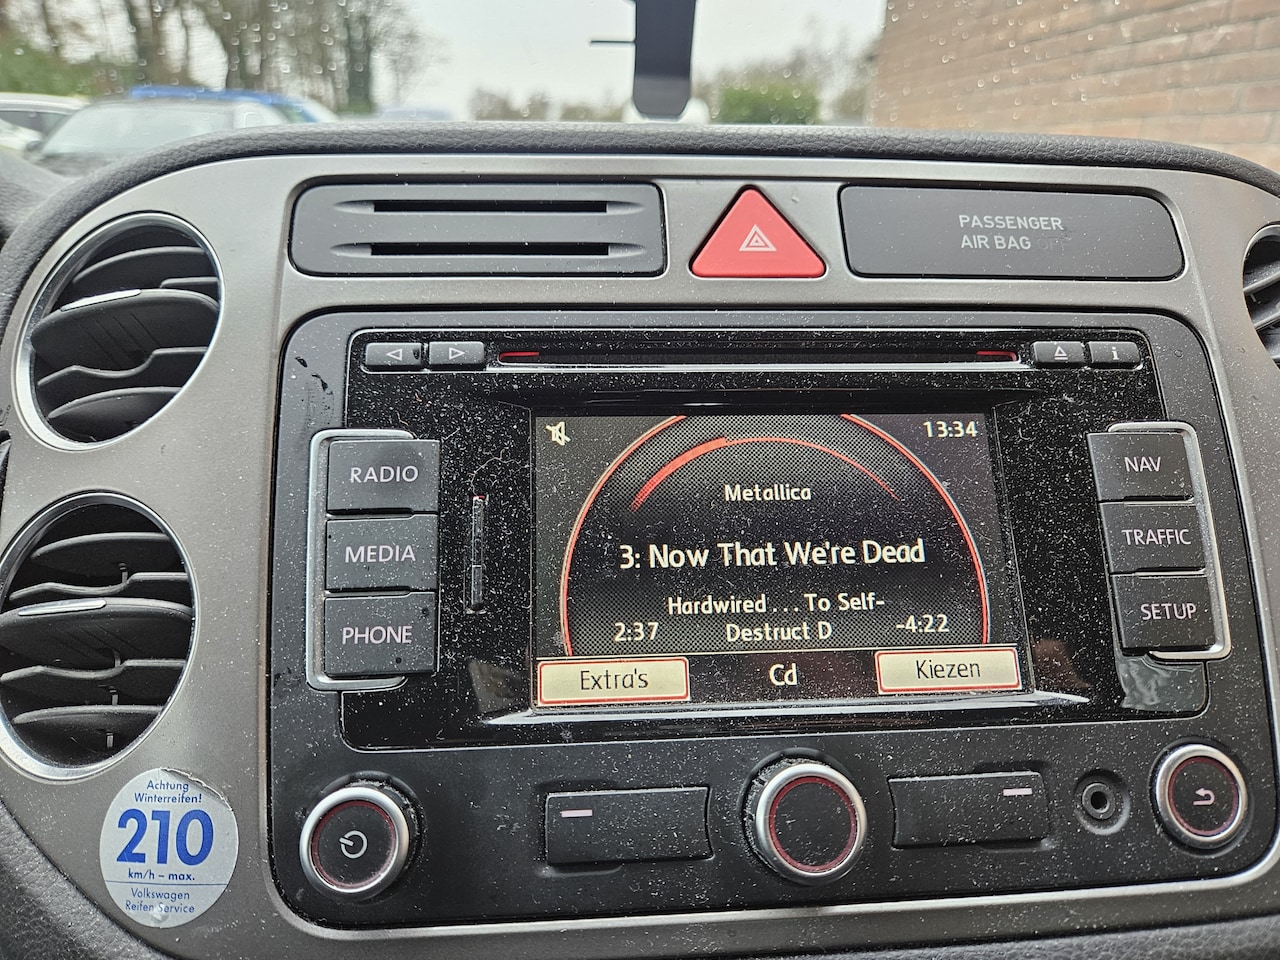 PASSENGER
AIR BAG OFF
i
RADIO
MEDIA
PHONE
13:34
Metallica
3: Now That We're Dead
Hardwired . . . To Self-
2:37 Destruct D -4:22
Extra's Cd Kiezen
NAV
TRAFFIC
SETUP
Achtung
Winterreifen!
210
km/h – max.
Volkswagen
Reifen Service